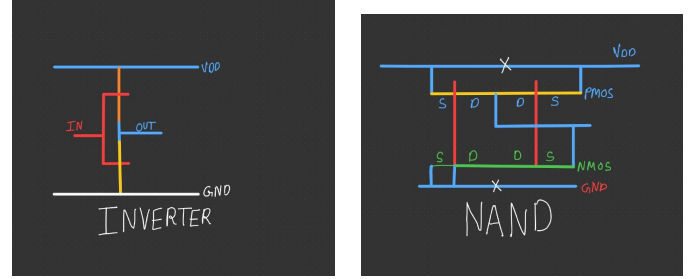 VDD
IN
OUT
GND
INVERTER
VDD
S D D S PMOS
S D D S NMOS
GND
NAND